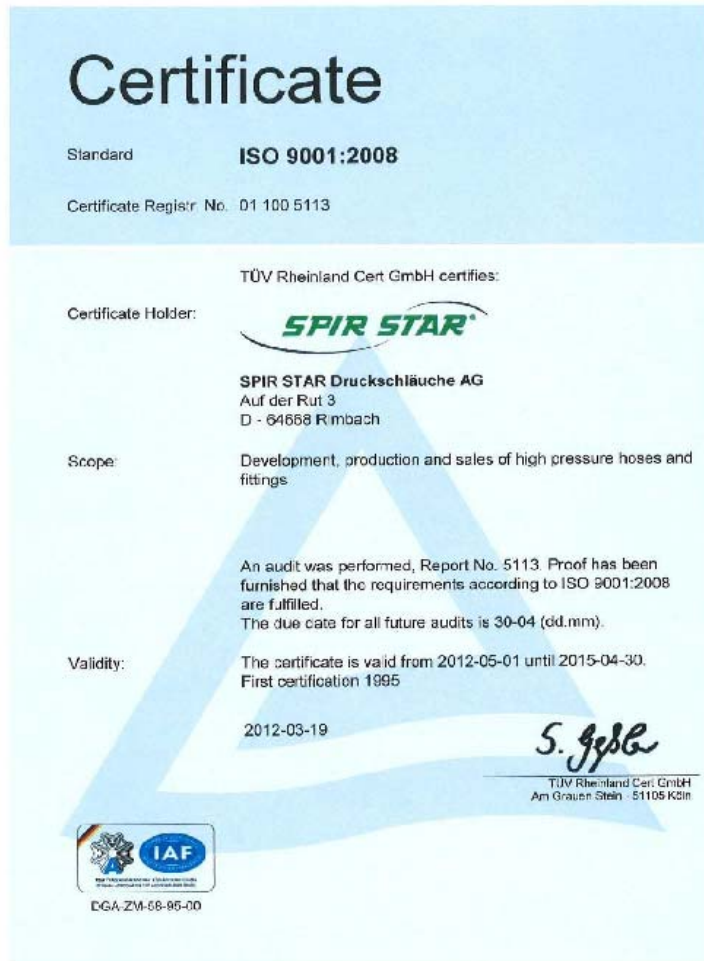 Certificate
Standard ISO 9001:2008
Certificate Registr. No. 01 100 5113
TÜV Rheinland Cert GmbH certifies:
Certificate Holder:
SPIR STAR®
SPIR STAR Druckschläuche AG
Auf der Rut 3
D - 64668 Rimbach
Scope: Development, production and sales of high pressure hoses and
fittings
An audit was performed, Report No. 5113. Proof has been
furnished that the requirements according to ISO 9001:2008
are fulfilled.
The due date for all future audits is 30-04 (dd.mm).
Validity: The certificate is valid from 2012-05-01 until 2015-04-30.
First certification 1995
2012-03-19
TÜV Rheinland Cert GmbH
Am Grauen Stein · 51105 Köln
IAF
DGA-ZM-58-95-00